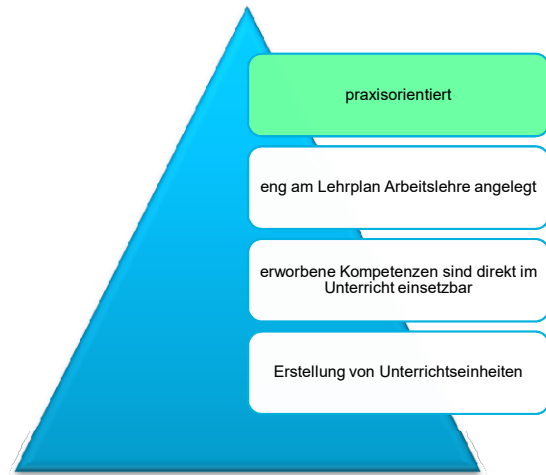 praxisorientiert
eng am Lehrplan Arbeitslehre angelegt
erworbene Kompetenzen sind direkt im
Unterricht einsetzbar
Erstellung von Unterrichtseinheiten